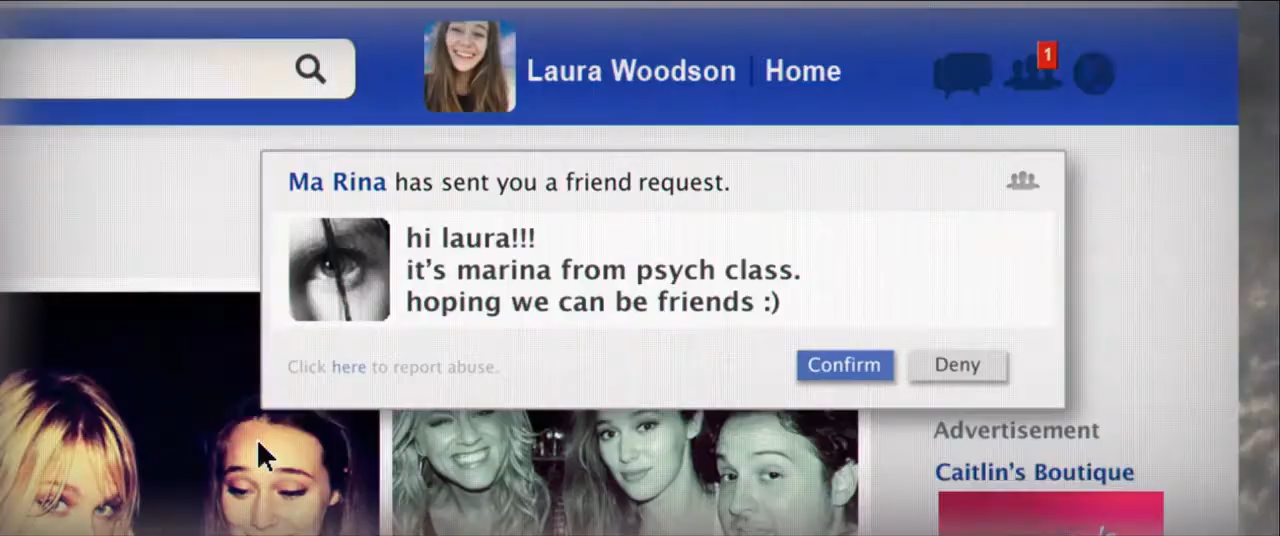 Laura Woodson | Home
1
Ma Rina has sent you a friend request.
hi laura!!!
it's marina from psych class.
hoping we can be friends :)
Click here to report abuse.
Confirm
Deny
Advertisement
Caitlin's Boutique